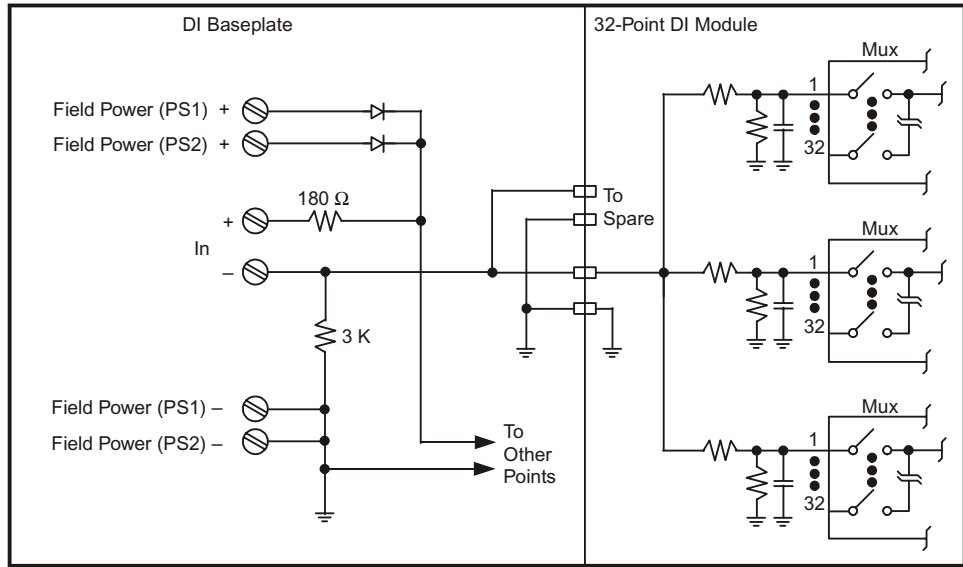 DI Baseplate
32-Point DI Module
Field Power (PS1) +
Field Power (PS2) +
180 Ω
+
In
–
3 K
Field Power (PS1) –
Field Power (PS2) –
To
Other
Points
To
Spare
Mux
1
32
Mux
1
32
Mux
1
32